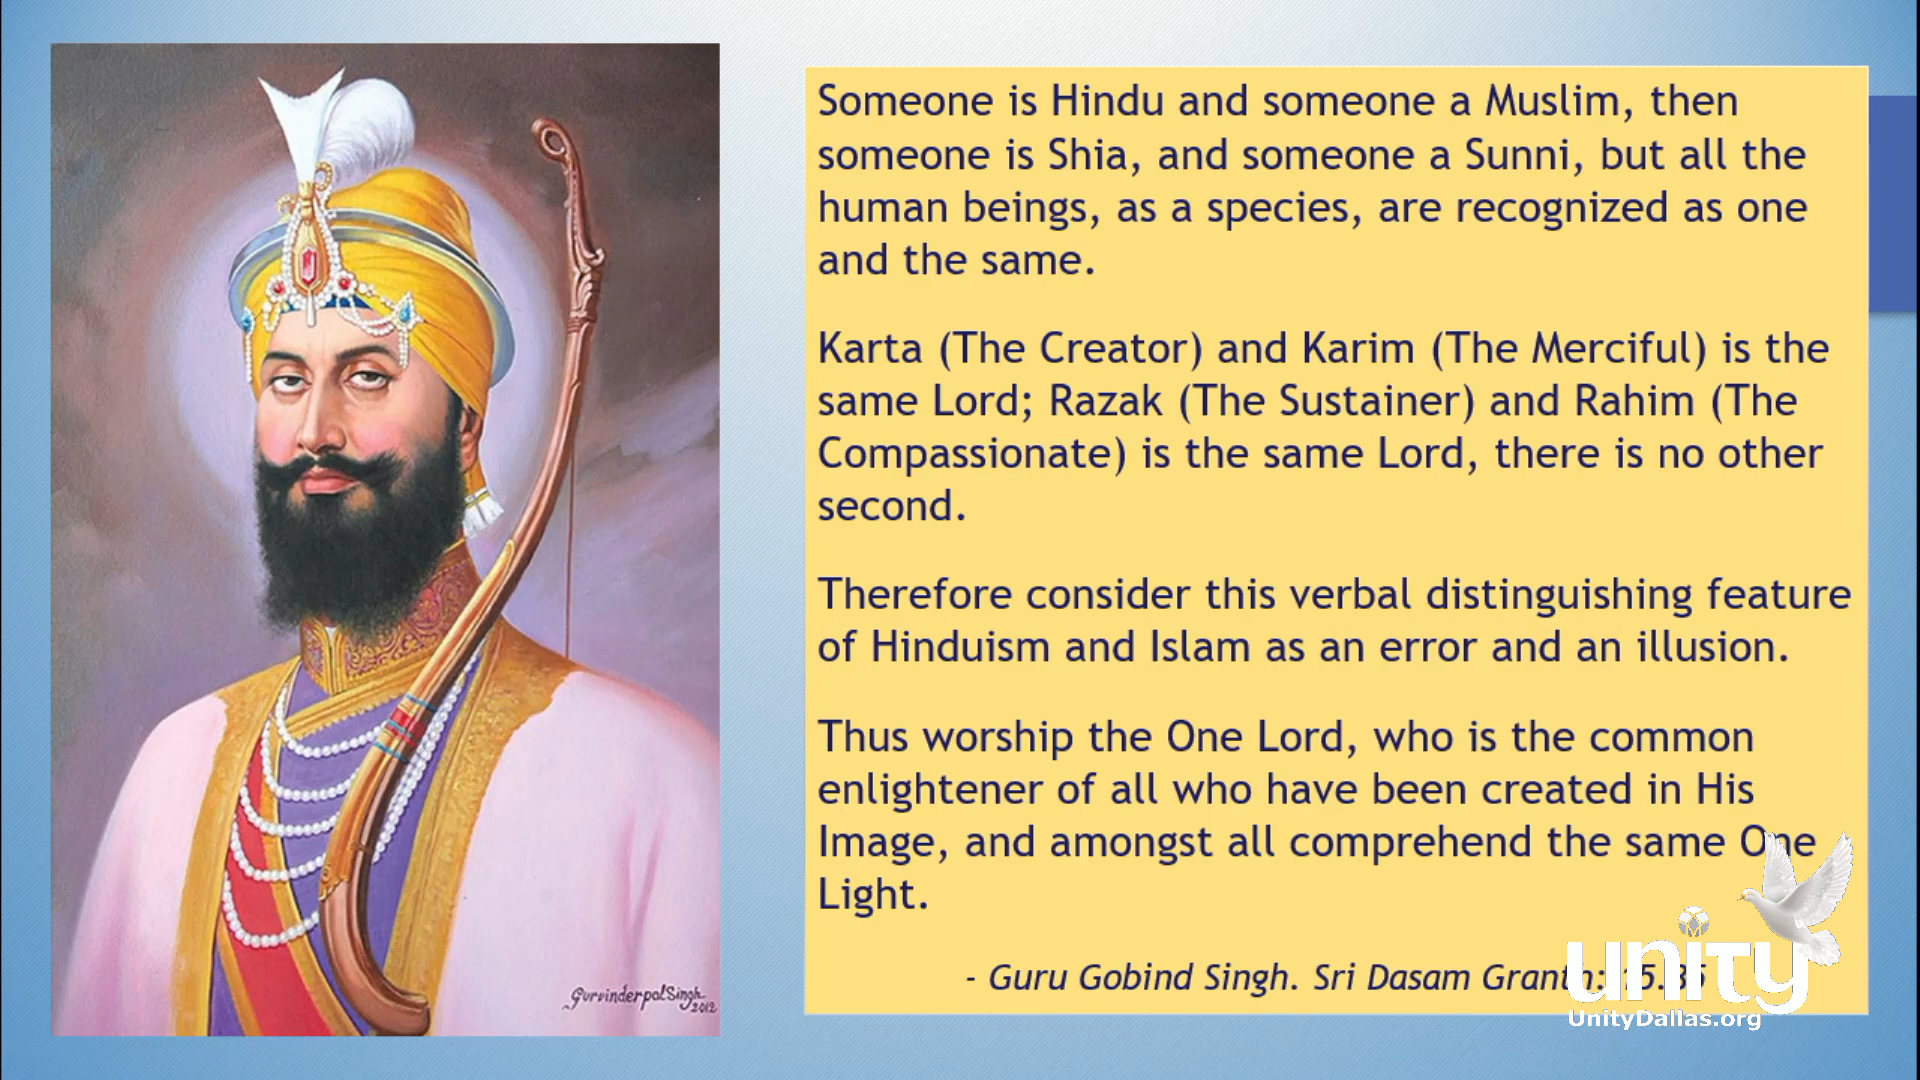 Someone is Hindu and someone a Muslim, then
someone is Shia, and someone a Sunni, but all the
human beings, as a species, are recognized as one
and the same.
Karta (The Creator) and Karim (The Merciful) is the
same Lord; Razak (The Sustainer) and Rahim (The
Compassionate) is the same Lord, there is no other
second.
Therefore consider this verbal distinguishing feature
of Hinduism and Islam as an error and an illusion.
Thus worship the One Lord, who is the common
enlightener of all who have been created in His
Image, and amongst all comprehend the same One
Light.
- Guru Gobind Singh. Sri Dasam Granth:
unity
UnityDallas.org
GurvinderpalSingh
2012